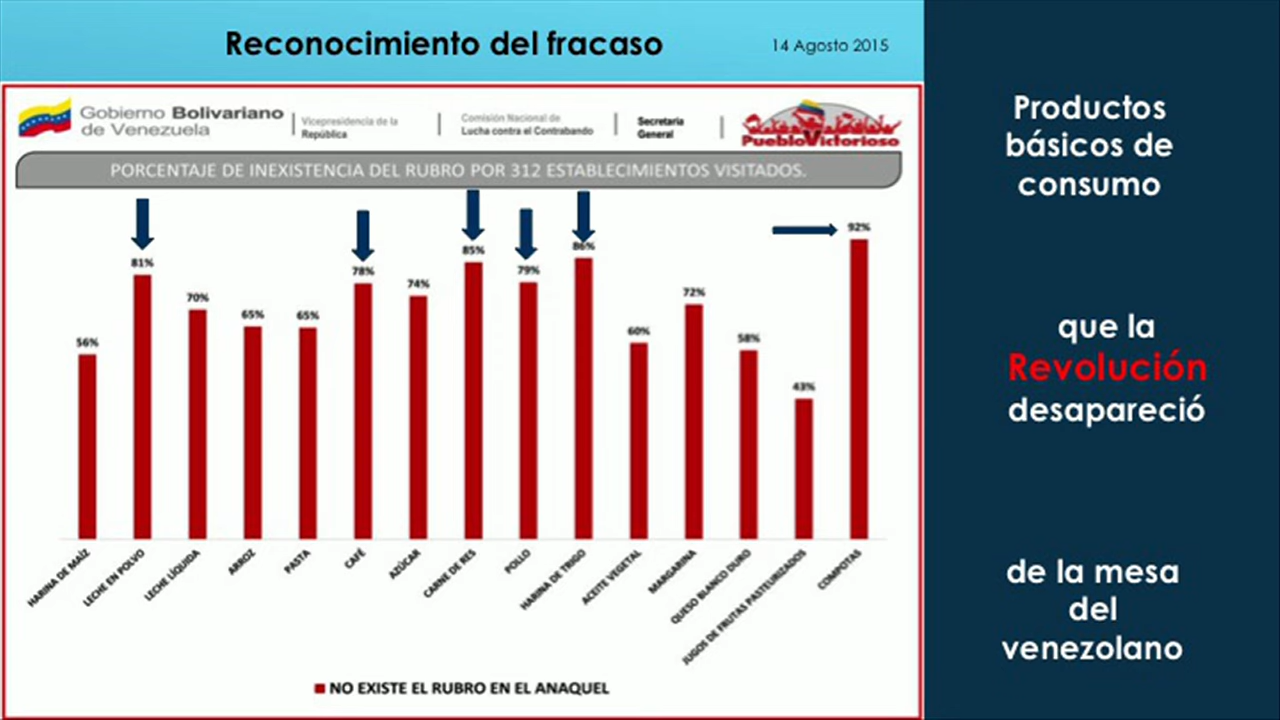 Reconocimiento del fracaso
14 Agosto 2015
Gobierno Bolivariano
de Venezuela
Vicepresidencia de la
República
Comisión Nacional de
Lucha contra el Contrabando
Secretaria
General
PuebloVictorioso
PORCENTAJE DE INEXISTENCIA DEL RUBRO POR 312 ESTABLECIMIENTOS VISITADOS.
56%
81%
70%
65%
65%
78%
74%
85%
79%
86%
60%
72%
58%
43%
92%
HARINA DE MAÍZ
LECHE EN POLVO
LECHE LÍQUIDA
ARROZ
PASTA
CAFÉ
AZÚCAR
CARNE DE RES
POLLO
HARINA DE TRIGO
ACEITE VEGETAL
MARGARINA
QUESO BLANCO DURO
JUGOS DE FRUTAS PASTEURIZADOS
COMPOTAS
NO EXISTE EL RUBRO EN EL ANAQUEL
Productos
básicos de
consumo
que la
Revolución
desapareció
de la mesa
del
venezolano